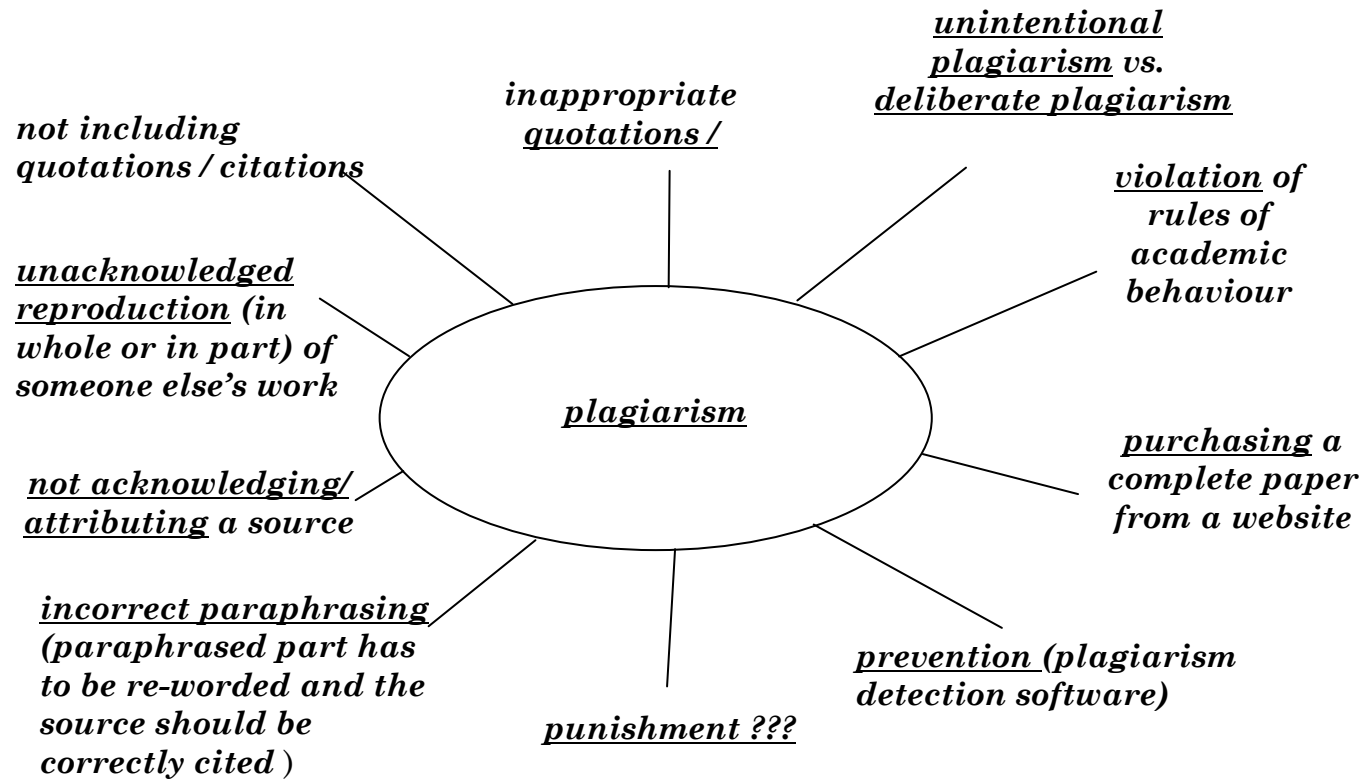 unintentional
plagiarism vs.
deliberate plagiarism
inappropriate
quotations /
not including
quotations / citations
violation of
rules of
academic
behaviour
unacknowledged
reproduction (in
whole or in part) of
someone else’s work
plagiarism
purchasing a
complete paper
from a website
not acknowledging/
attributing a source
incorrect paraphrasing
(paraphrased part has
to be re-worded and the
source should be
correctly cited )
prevention (plagiarism
detection software)
punishment ???